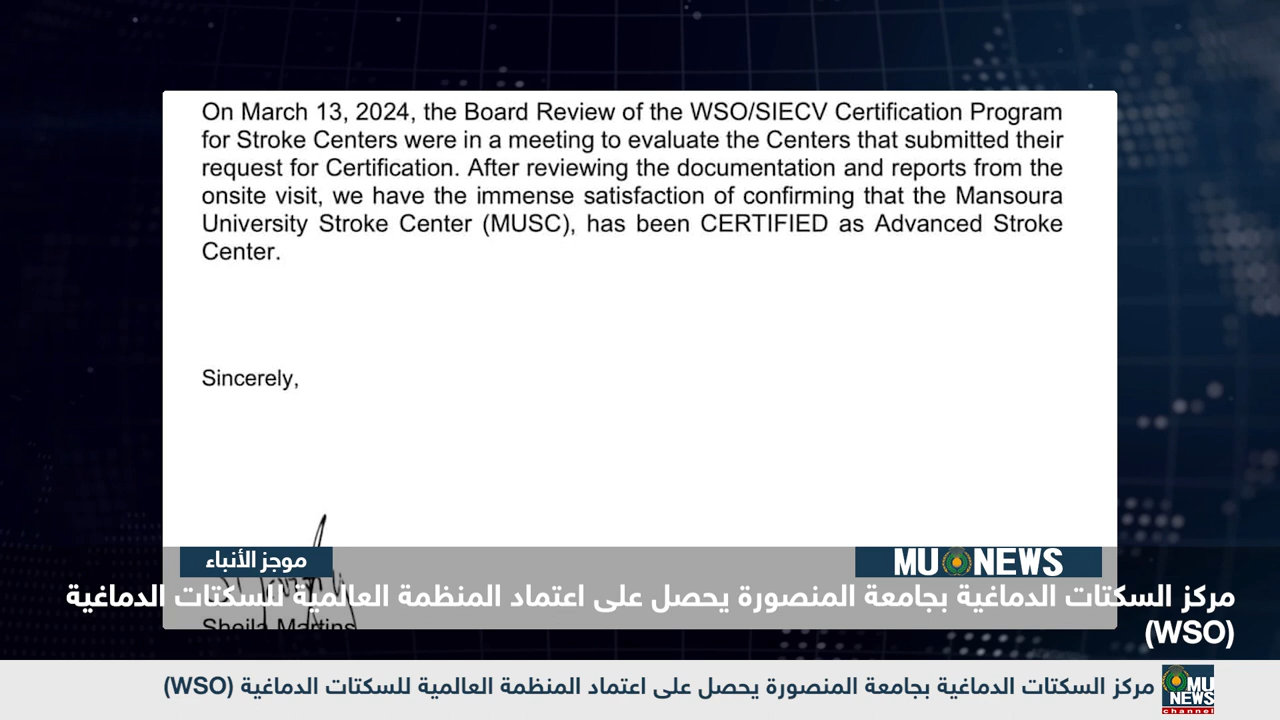 On March 13, 2024, the Board Review of the WSO/SIECV Certification Program
for Stroke Centers were in a meeting to evaluate the Centers that submitted their
request for Certification. After reviewing the documentation and reports from the
onsite visit, we have the immense satisfaction of confirming that the Mansoura
University Stroke Center (MUSC), has been CERTIFIED as Advanced Stroke
Center.
Sincerely,
موجز الأنباء
MU NEWS
مركز السكتات الدماغية بجامعة المنصورة يحصل على اعتماد المنظمة العالمية للسكتات الدماغية
(WSO)
Sheila Martins
مركز السكتات الدماغية بجامعة المنصورة يحصل على اعتماد المنظمة العالمية للسكتات الدماغية (WSO)
MU
NEWS
channel